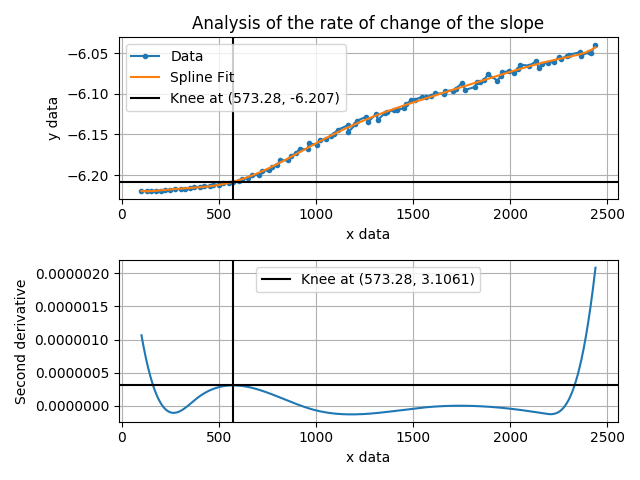 Analysis of the rate of change of the slope
Data
Spline Fit
Knee at (573.28, -6.207)
y data
−6.05
−6.10
−6.15
−6.20
0
500
1000
1500
2000
2500
x data
Knee at (573.28, 3.1061)
Second derivative
0.0000020
0.0000015
0.0000010
0.0000005
0.0000000
0
500
1000
1500
2000
2500
x data